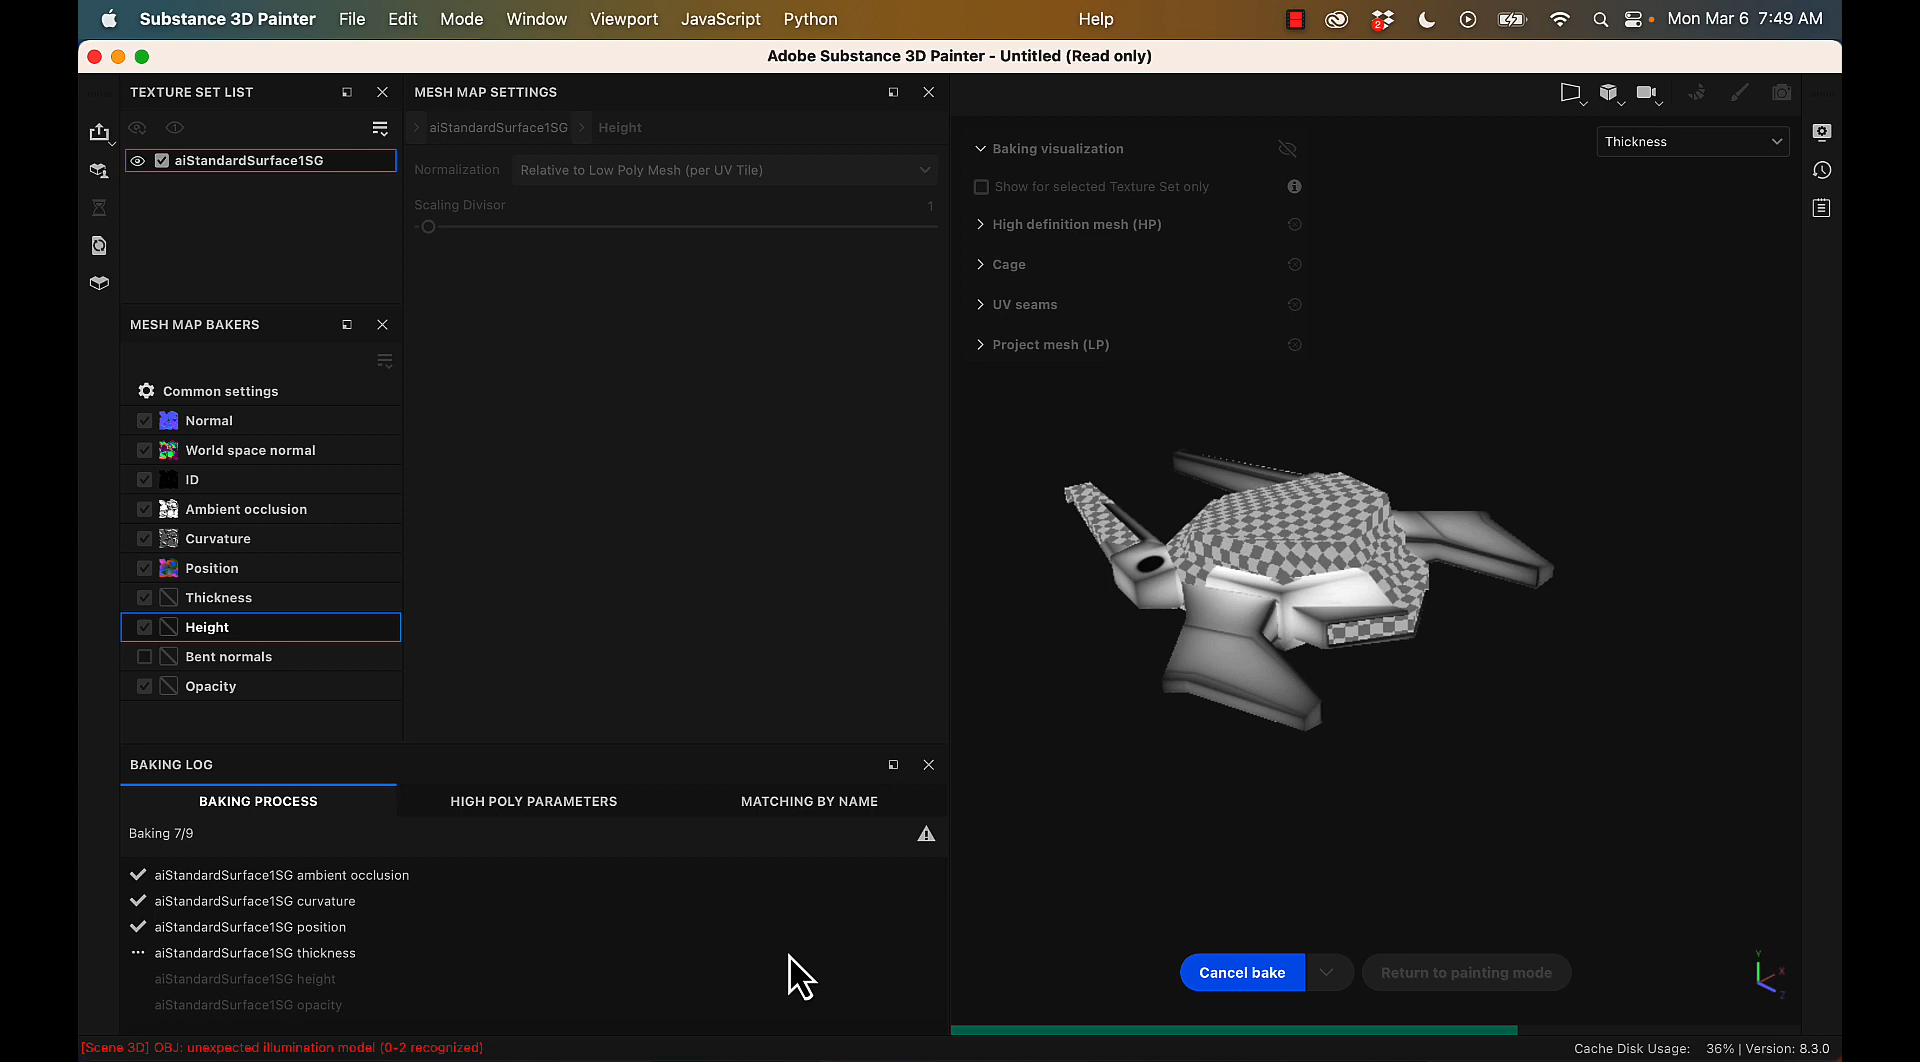 Substance 3D Painter File Edit Mode Window Viewport JavaScript Python Help 2 Mon Mar 6 7:49 AM
Adobe Substance 3D Painter - Untitled (Read only)
TEXTURE SET LIST
aiStandardSurface1SG
MESH MAP SETTINGS
aiStandardSurface1SG Height
Normalization Relative to Low Poly Mesh (per UV Tile)
Scaling Divisor 1
MESH MAP BAKERS
Common settings
Normal
World space normal
ID
Ambient occlusion
Curvature
Position
Thickness
Height
Bent normals
Opacity
BAKING LOG
BAKING PROCESS HIGH POLY PARAMETERS MATCHING BY NAME
Baking 7/9
aiStandardSurface1SG ambient occlusion
aiStandardSurface1SG curvature
aiStandardSurface1SG position
aiStandardSurface1SG thickness
aiStandardSurface1SG height
aiStandardSurface1SG opacity
Thickness
Baking visualization
Show for selected Texture Set only
High definition mesh (HP)
Cage
UV seams
Project mesh (LP)
Cancel bake Return to painting mode
Y
X
Z
[Scene 3D] OBJ: unexpected illumination model (0-2 recognized)
Cache Disk Usage: 36% | Version: 8.3.0